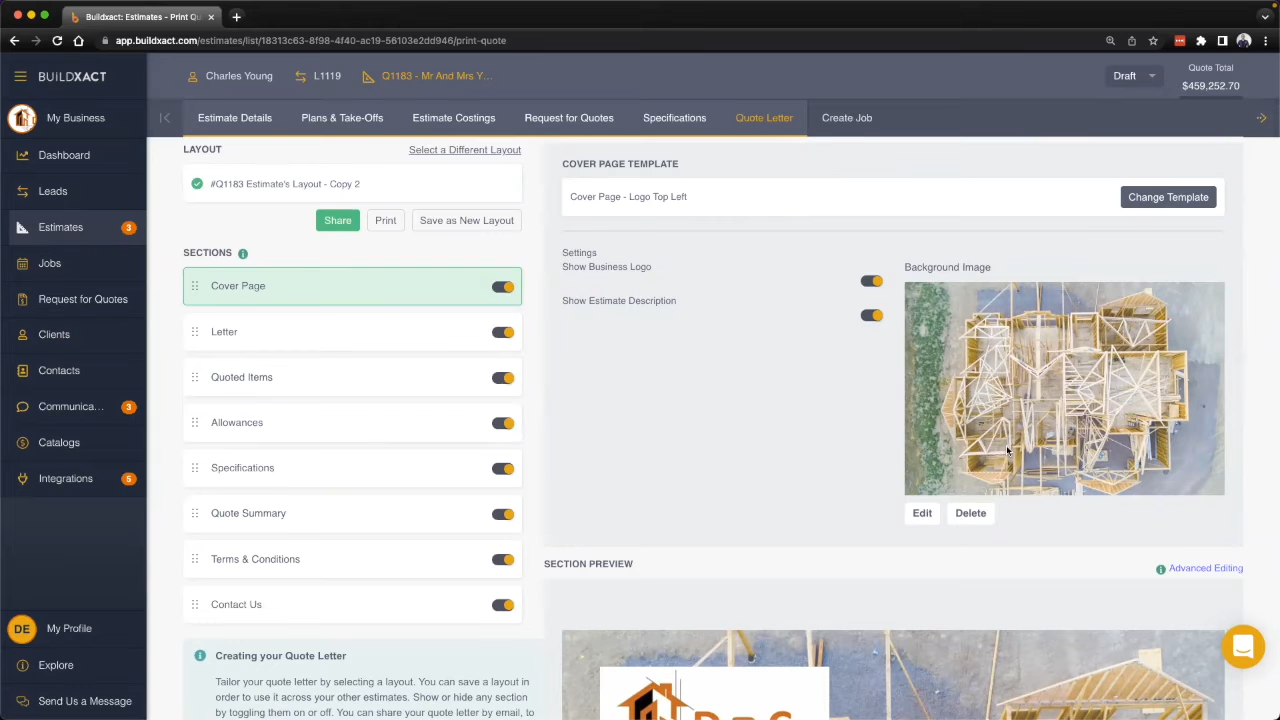 Buildxact: Estimates - Print Qu
app.buildxact.com/estimates/list/18313c63-8f98-4f40-ac19-56103e2dd946/print-quote
BUILDXACT
Charles Young
L1119
Q1183 - Mr And Mrs Y...
Draft
Quote Total
$459,252.70
My Business
Estimate Details
Plans & Take-Offs
Estimate Costings
Request for Quotes
Specifications
Quote Letter
Create Job
Dashboard
Leads
Estimates
3
Jobs
Request for Quotes
Clients
Contacts
Communica...
3
Catalogs
Integrations
5
DE
My Profile
Explore
Send Us a Message
LAYOUT
Select a Different Layout
#Q1183 Estimate's Layout - Copy 2
Share
Print
Save as New Layout
SECTIONS
Cover Page
Letter
Quoted Items
Allowances
Specifications
Quote Summary
Terms & Conditions
Contact Us
Creating your Quote Letter
Tailor your quote letter by selecting a layout. You can save a layout in
order to use it across your other estimates. Show or hide any section
by toggling them on or off. You can share your quote letter by email, to
COVER PAGE TEMPLATE
Cover Page - Logo Top Left
Change Template
Settings
Show Business Logo
Show Estimate Description
Background Image
Edit
Delete
SECTION PREVIEW
Advanced Editing